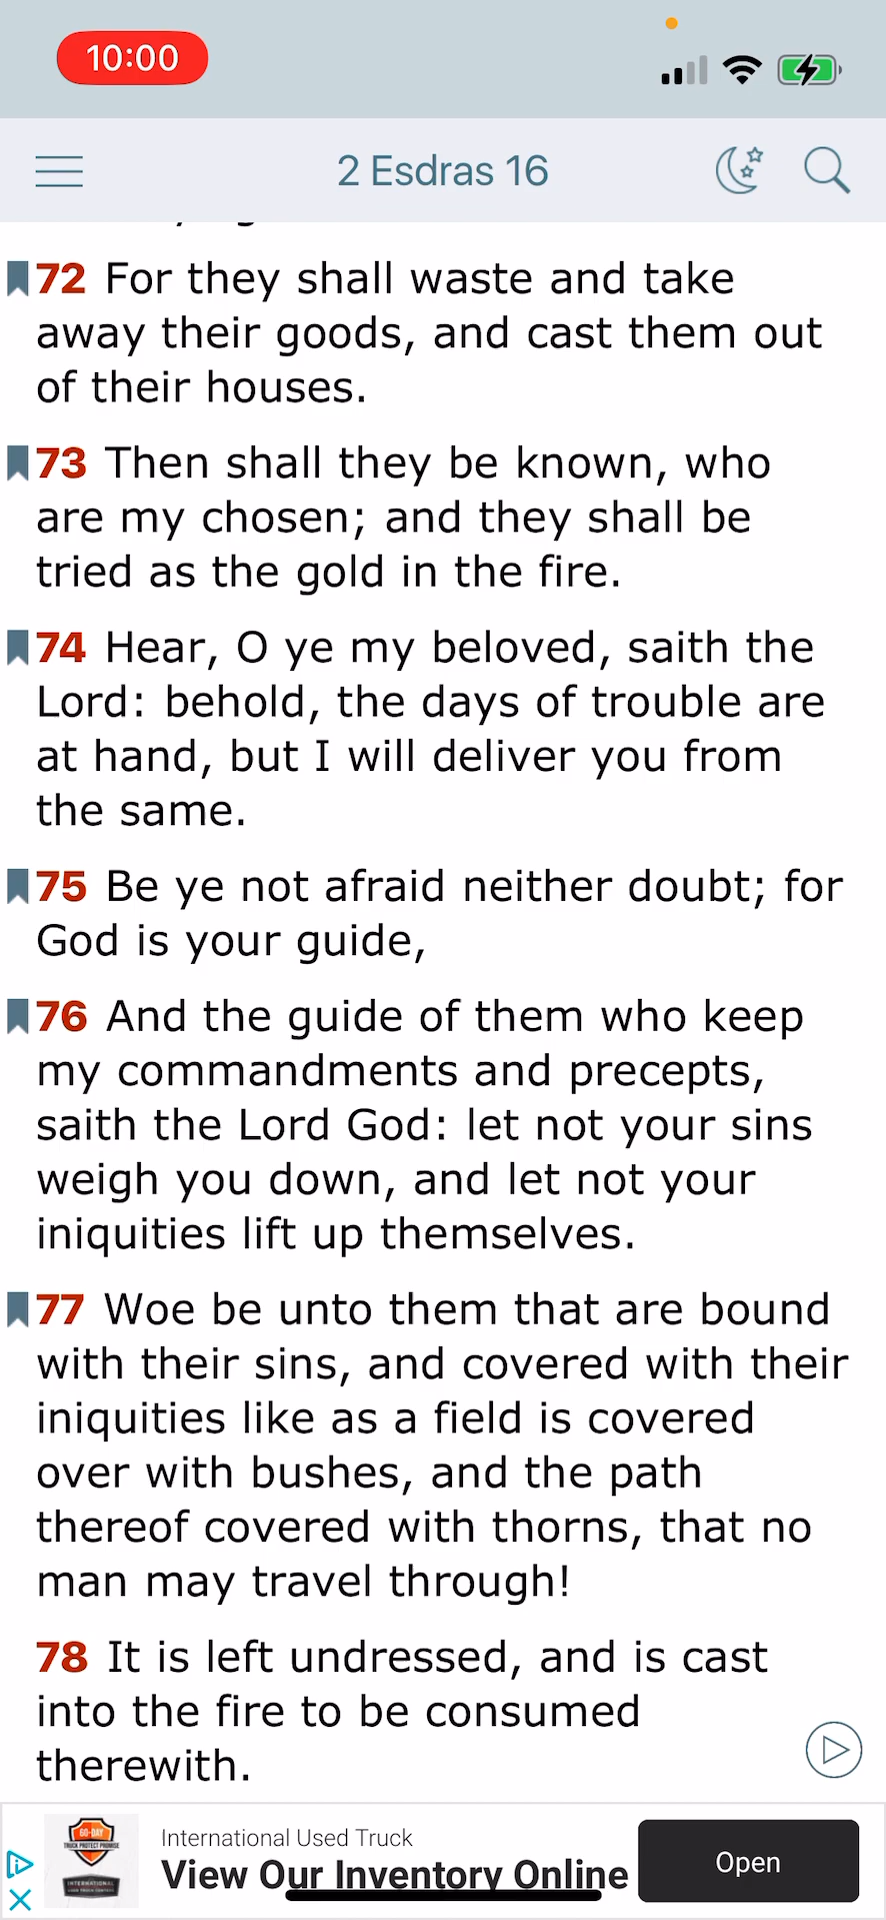 10:00
2 Esdras 16
72 For they shall waste and take
away their goods, and cast them out
of their houses.
73 Then shall they be known, who
are my chosen; and they shall be
tried as the gold in the fire.
74 Hear, O ye my beloved, saith the
Lord: behold, the days of trouble are
at hand, but I will deliver you from
the same.
75 Be ye not afraid neither doubt; for
God is your guide,
76 And the guide of them who keep
my commandments and precepts,
saith the Lord God: let not your sins
weigh you down, and let not your
iniquities lift up themselves.
77 Woe be unto them that are bound
with their sins, and covered with their
iniquities like as a field is covered
over with bushes, and the path
thereof covered with thorns, that no
man may travel through!
78 It is left undressed, and is cast
into the fire to be consumed
therewith.
60-DAY
TRUCK PROTECT PROMISE
INTERNATIONAL
International Used Truck
View Our Inventory Online
Open